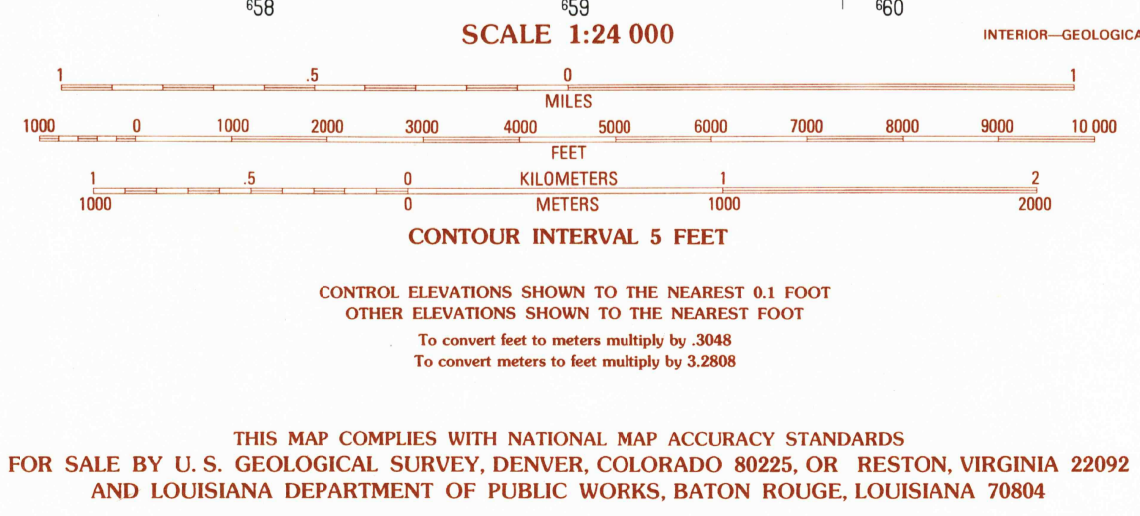 ⁶58 ⁶59 ⁶60
SCALE 1:24 000
INTERIOR—GEOLOGICA
1 .5 0 1
MILES
1000 0 1000 2000 3000 4000 5000 6000 7000 8000 9000 10 000
FEET
1 .5 0 KILOMETERS 1 2
1000 0 METERS 1000 2000
CONTOUR INTERVAL 5 FEET
CONTROL ELEVATIONS SHOWN TO THE NEAREST 0.1 FOOT
OTHER ELEVATIONS SHOWN TO THE NEAREST FOOT
To convert feet to meters multiply by .3048
To convert meters to feet multiply by 3.2808
THIS MAP COMPLIES WITH NATIONAL MAP ACCURACY STANDARDS
FOR SALE BY U. S. GEOLOGICAL SURVEY, DENVER, COLORADO 80225, OR RESTON, VIRGINIA 22092
AND LOUISIANA DEPARTMENT OF PUBLIC WORKS, BATON ROUGE, LOUISIANA 70804